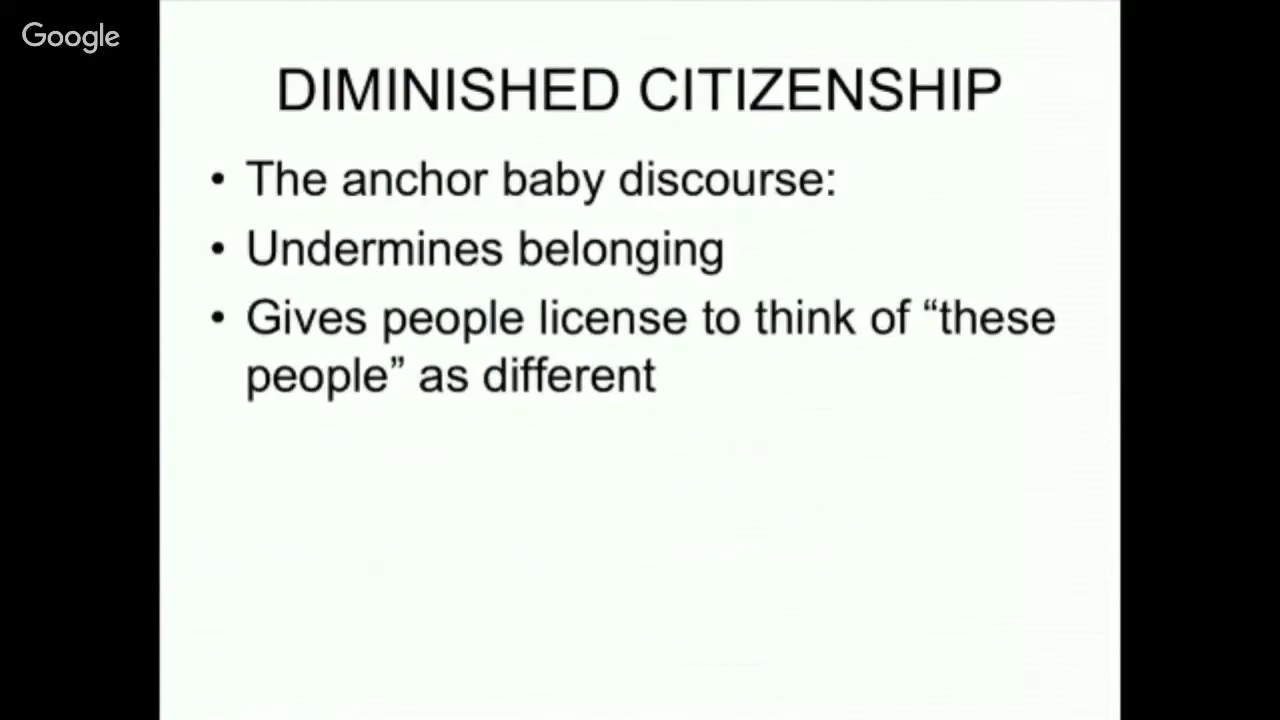 Google
DIMINISHED CITIZENSHIP
• The anchor baby discourse:
• Undermines belonging
• Gives people license to think of “these
people” as different